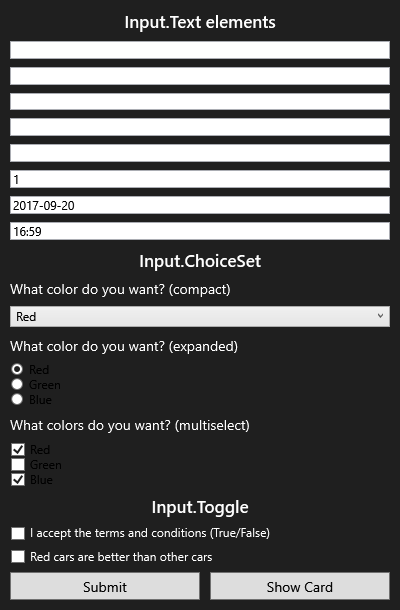 Input.Text elements
1
2017-09-20
16:59
Input.ChoiceSet
What color do you want? (compact)
Red
What color do you want? (expanded)
Red
Green
Blue
What colors do you want? (multiselect)
Red
Green
Blue
Input.Toggle
I accept the terms and conditions (True/False)
Red cars are better than other cars
Submit Show Card